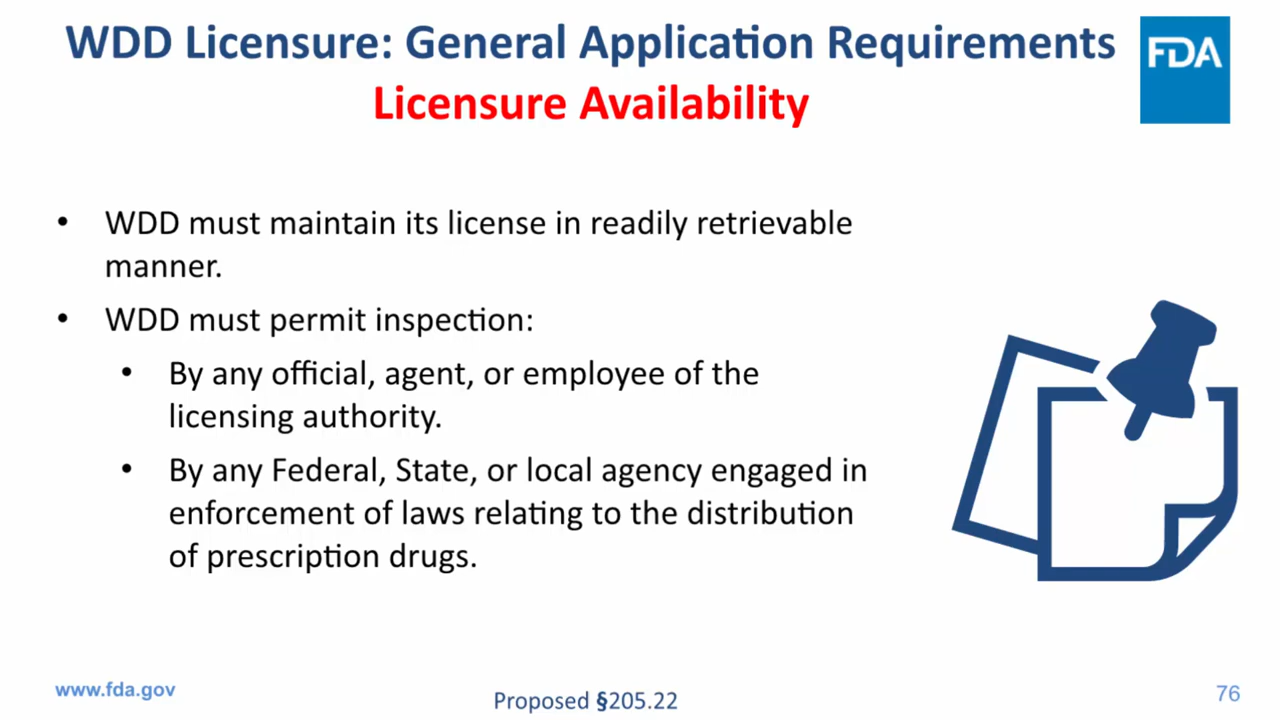 WDD Licensure: General Application Requirements
Licensure Availability
FDA
• WDD must maintain its license in readily retrievable
manner.
• WDD must permit inspection:
• By any official, agent, or employee of the
licensing authority.
• By any Federal, State, or local agency engaged in
enforcement of laws relating to the distribution
of prescription drugs.
www.fda.gov
Proposed §205.22
76